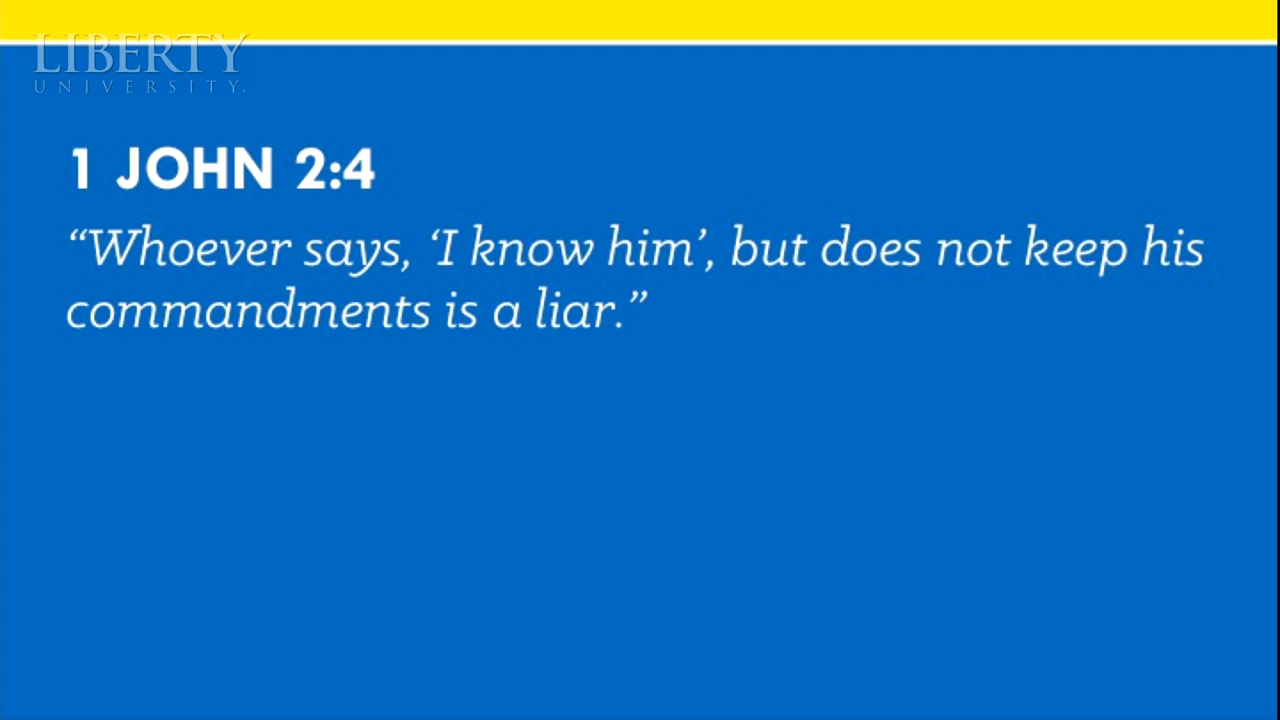 LIBERTY
UNIVERSITY.
1 JOHN 2:4
“Whoever says, ‘I know him’, but does not keep his
commandments is a liar.”